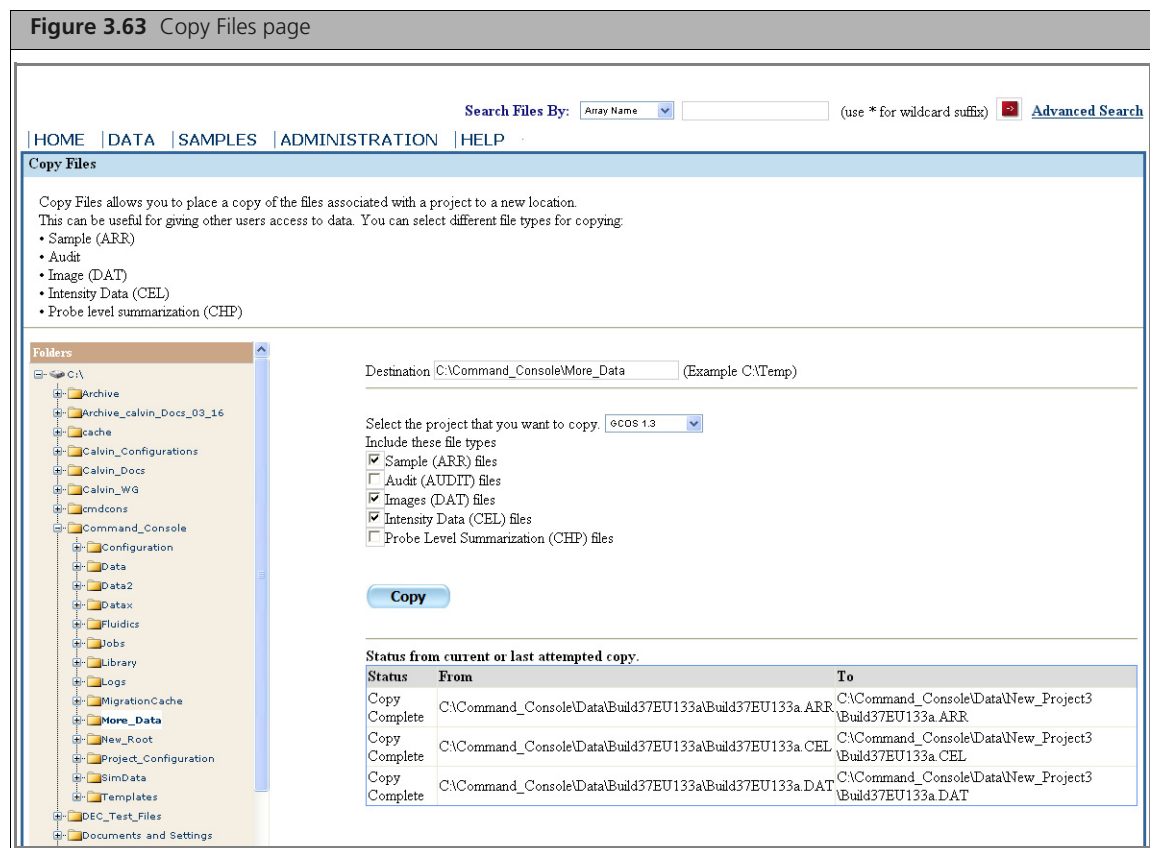 Figure 3.63 Copy Files page
Search Files By: Array Name (use * for wildcard suffix) Advanced Search
|HOME |DATA |SAMPLES |ADMINISTRATION |HELP
Copy Files
Copy Files allows you to place a copy of the files associated with a project to a new location.
This can be useful for giving other users access to data. You can select different file types for copying:
• Sample (ARR)
• Audit
• Image (DAT)
• Intensity Data (CEL)
• Probe level summarization (CHP)
Folders
C:\
Archive
Archive_calvin_Docs_03_16
cache
Calvin_Configurations
Calvin_Docs
Calvin_WG
cmdcons
Command_Console
Configuration
Data
Data2
Datax
Fluidics
Jobs
Library
Logs
MigrationCache
More_Data
New_Root
Project_Configuration
SimData
Templates
DEC_Test_Files
Documents and Settings
Destination C:\Command_Console\More_Data (Example C:\Temp)
Select the project that you want to copy. GCOS 1.3
Include these file types
Sample (ARR) files
Audit (AUDIT) files
Images (DAT) files
Intensity Data (CEL) files
Probe Level Summarization (CHP) files
Copy
Status from current or last attempted copy.
Status From To
Copy Complete C:\Command_Console\Data\Build37EU133a\Build37EU133a.ARR C:\Command_Console\Data\New_Project3\Build37EU133a.ARR
Copy Complete C:\Command_Console\Data\Build37EU133a\Build37EU133a.CEL C:\Command_Console\Data\New_Project3\Build37EU133a.CEL
Copy Complete C:\Command_Console\Data\Build37EU133a\Build37EU133a.DAT C:\Command_Console\Data\New_Project3\Build37EU133a.DAT